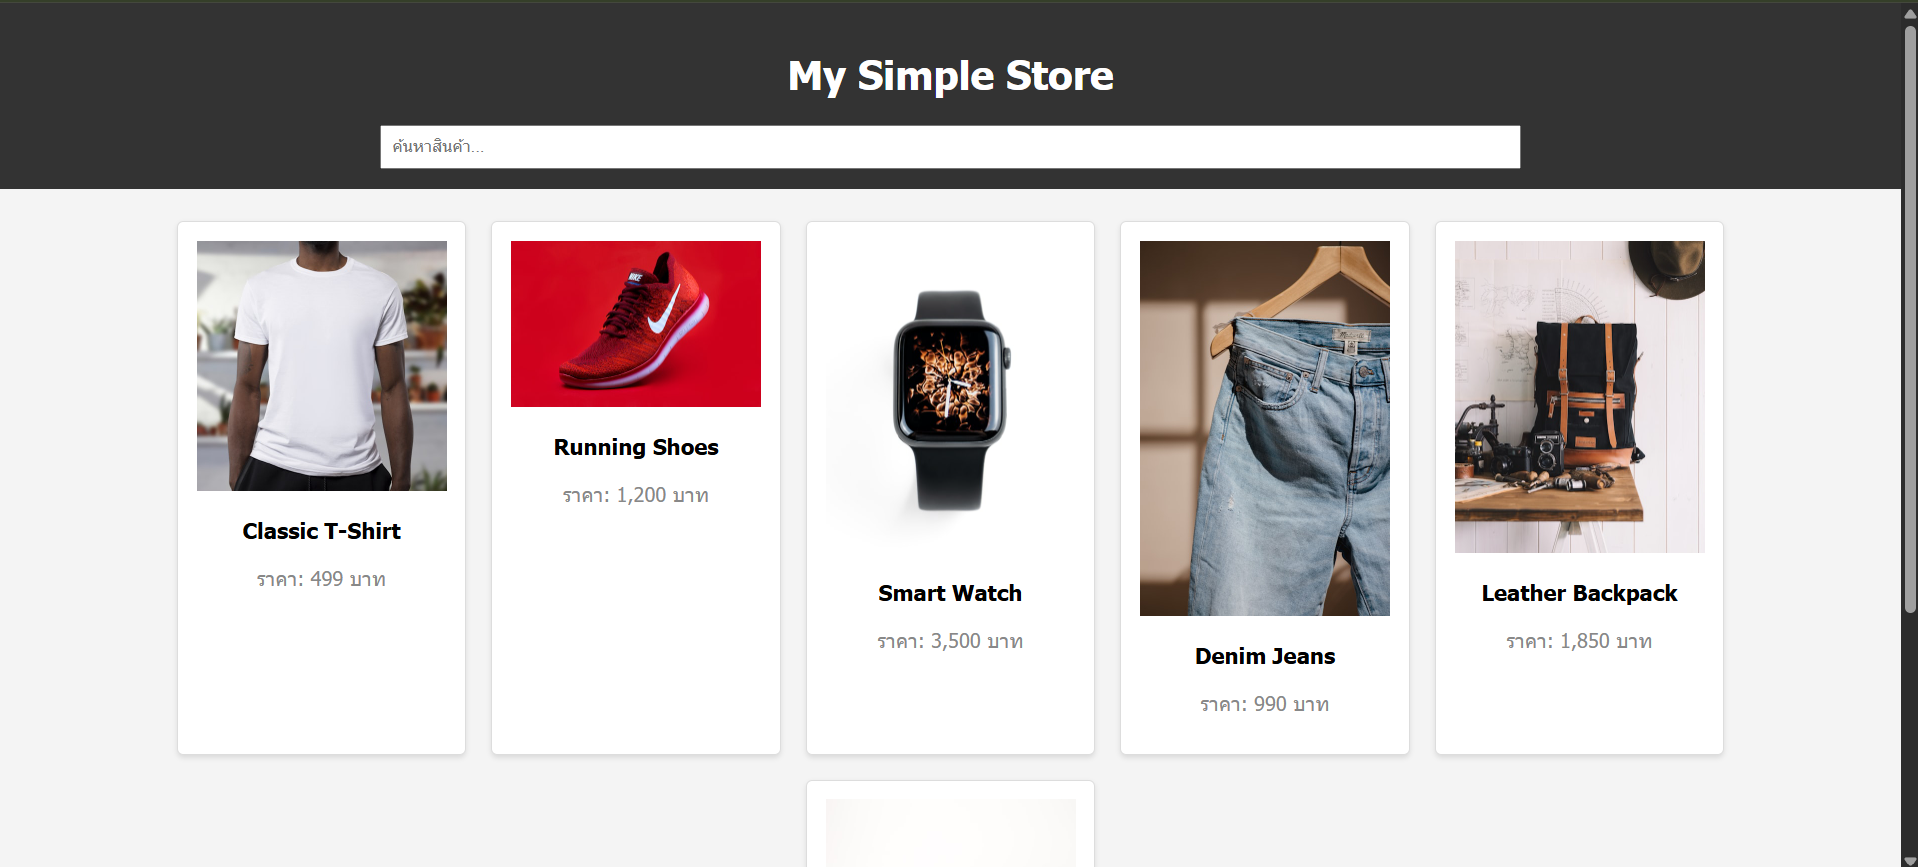 My Simple Store
ค้นหาสินค้า...
NIKE
Classic T-Shirt
ราคา: 499 บาท
Running Shoes
ราคา: 1,200 บาท
Smart Watch
ราคา: 3,500 บาท
Denim Jeans
ราคา: 990 บาท
Leather Backpack
ราคา: 1,850 บาท